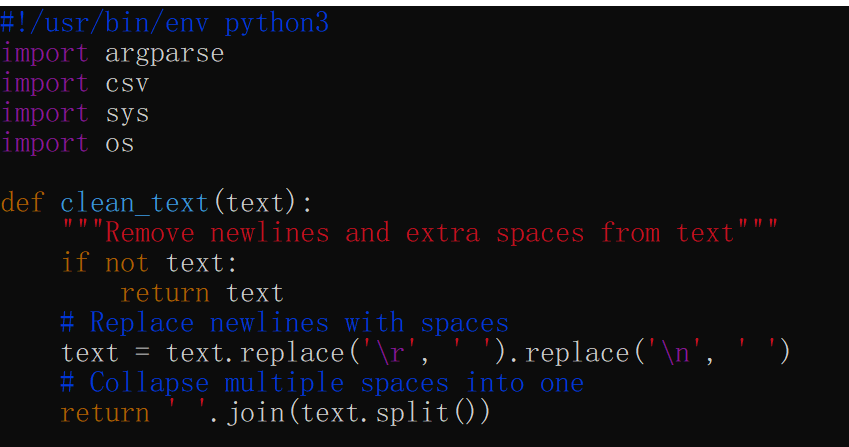 #!/usr/bin/env python3
import argparse
import csv
import sys
import os

def clean_text(text):
    """Remove newlines and extra spaces from text"""
    if not text:
        return text
    # Replace newlines with spaces
    text = text.replace('\r', ' ').replace('\n', ' ')
    # Collapse multiple spaces into one
    return ' '.join(text.split())